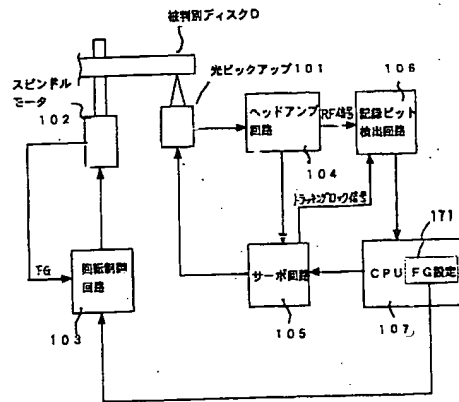 被判別ディスクD
光ピックアップ101
スピンドル
モータ
102
ヘッドアンプ
回路
104
RF信号
106
記録ピット
検出回路
トラッキングロック信号
FG
回転制御
回路
103
サーボ回路
105
CPU
FG設定
171
107